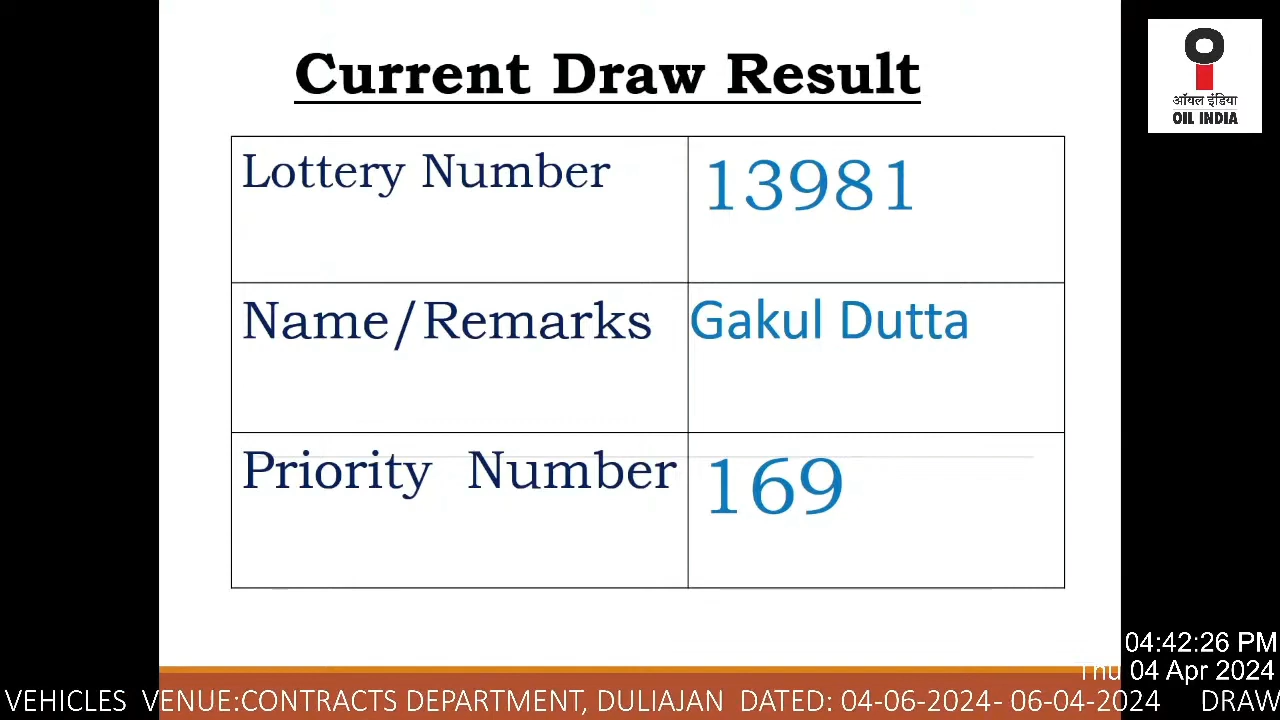 Current Draw Result
ऑयल इंडिया
OIL INDIA
Lottery Number 13981
Name/Remarks Gakul Dutta
Priority Number 169
04:42:26 PM
Thu 04 Apr 2024
VEHICLES VENUE:CONTRACTS DEPARTMENT, DULIAJAN DATED: 04-06-2024- 06-04-2024 DRAW